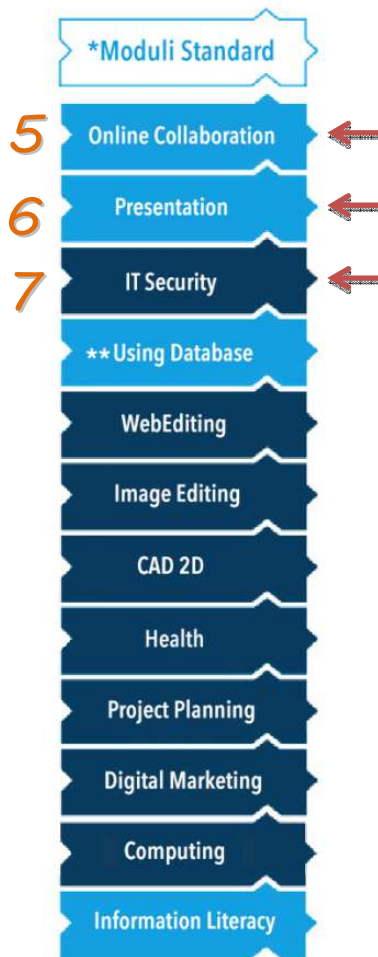 *Moduli Standard
5 Online Collaboration
6 Presentation
7 IT Security
**Using Database
WebEditing
Image Editing
CAD 2D
Health
Project Planning
Digital Marketing
Computing
Information Literacy